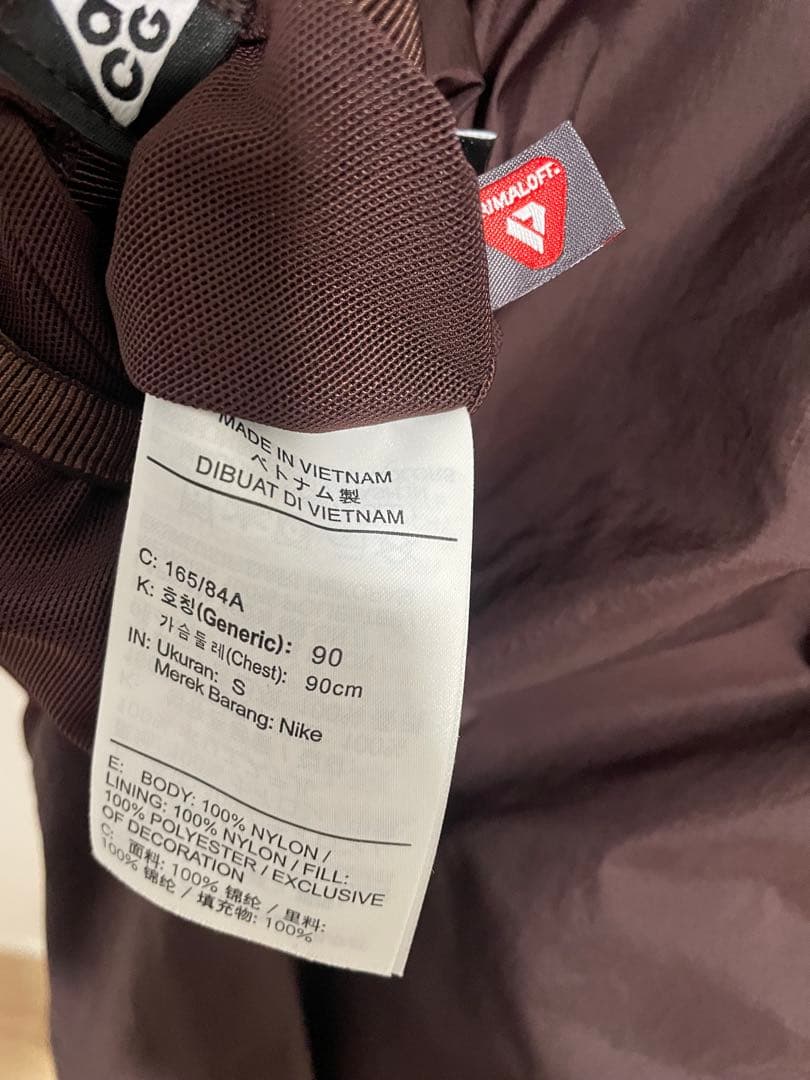 CG
PRIMALOFT.
MADE IN VIETNAM
ベトナム製
DIBUAT DI VIETNAM
C: 165/84A
K: 호칭(Generic): 90
가슴둘레(Chest): 90cm
IN: Ukuran: S
Merek Barang: Nike
E: BODY: 100% NYLON /
LINING: 100% NYLON / FILL:
100% POLYESTER / EXCLUSIVE
OF DECORATION
C: 面料: 100% 锦纶 / 里料:
100% 锦纶 / 填充物: 100%